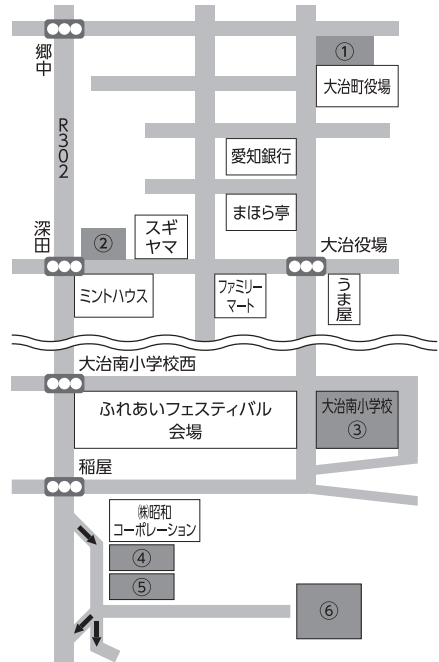 郷中
①
大治町役場
R302
愛知銀行
まほら亭
深田
②
スギ
ヤマ
大治役場
ミントハウス
ファミリー
マート
うま屋
大治南小学校西
ふれあいフェスティバル
会場
大治南小学校
③
稲屋
㈱昭和
コーポレーション
④
⑤
⑥